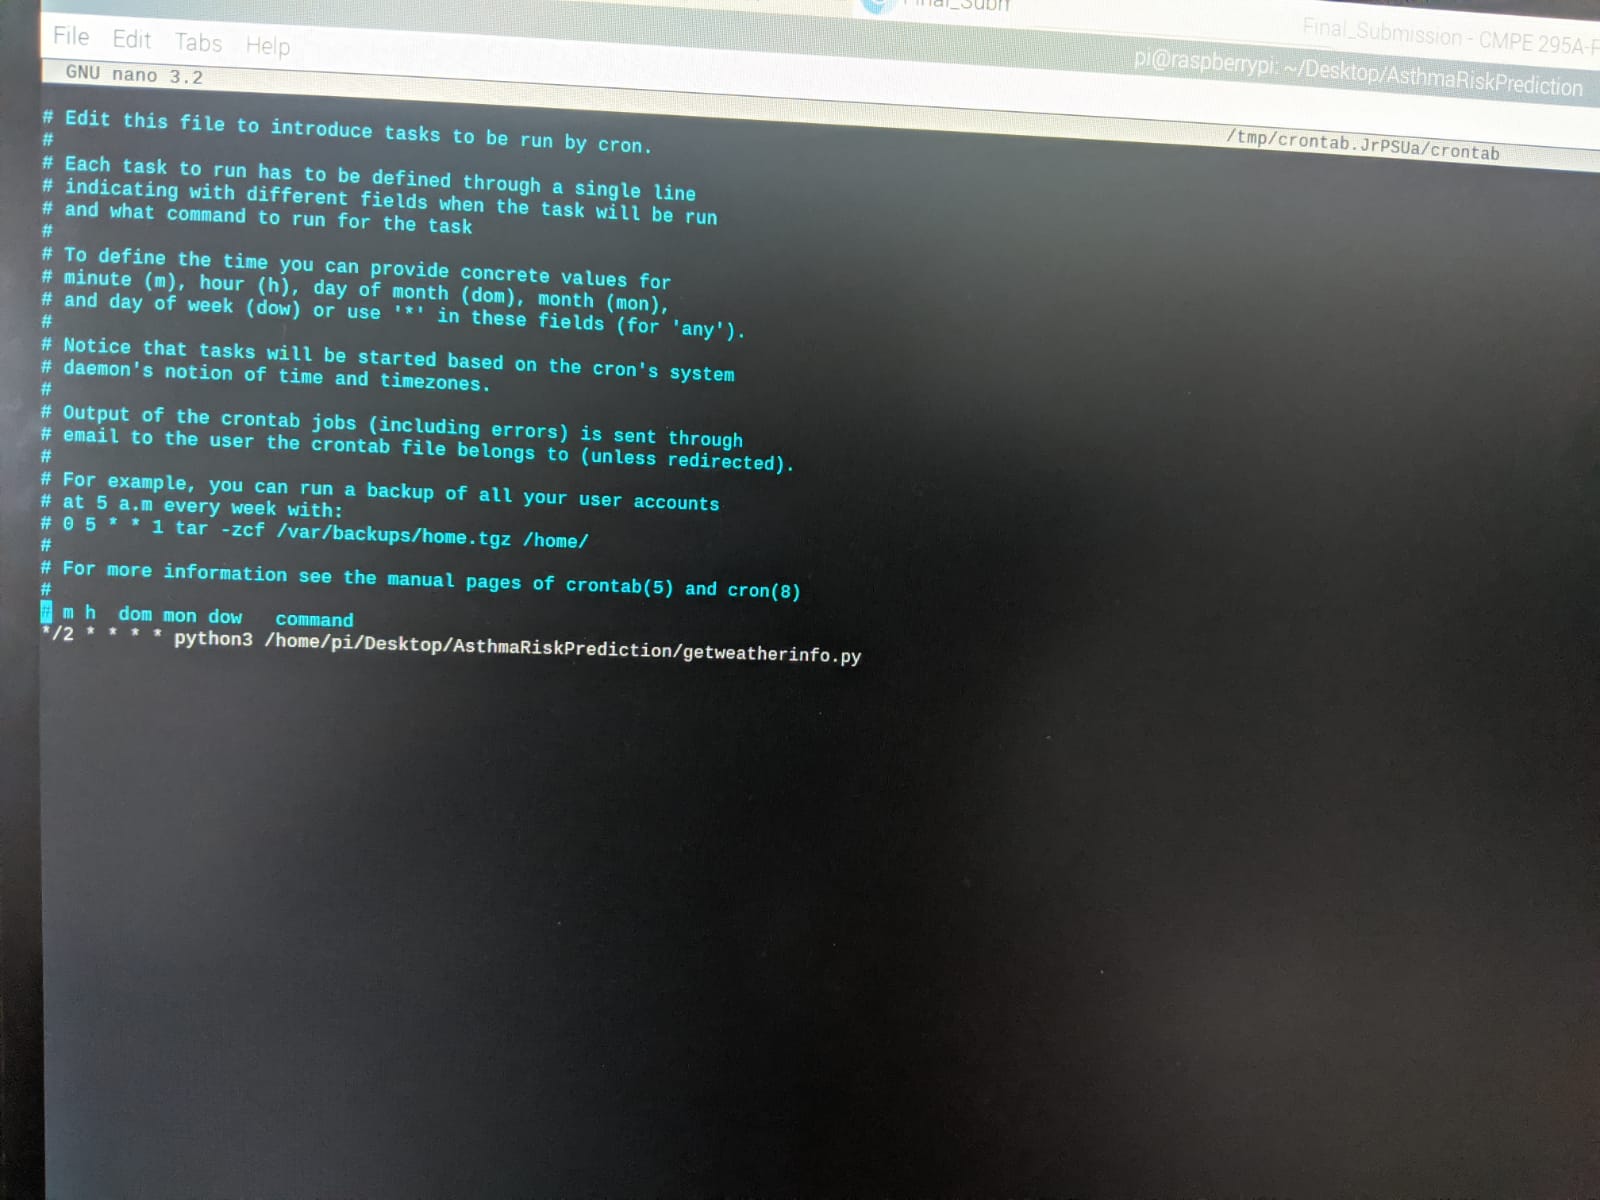 Final_Subm
Final_Submission - CMPE 295A-
pi@raspberrypi: ~/Desktop/AsthmaRiskPrediction
File Edit Tabs Help
GNU nano 3.2
/tmp/crontab.JrPSUa/crontab
# Edit this file to introduce tasks to be run by cron.
#
# Each task to run has to be defined through a single line
# indicating with different fields when the task will be run
# and what command to run for the task
#
# To define the time you can provide concrete values for
# minute (m), hour (h), day of month (dom), month (mon),
# and day of week (dow) or use '*' in these fields (for 'any').
#
# Notice that tasks will be started based on the cron's system
# daemon's notion of time and timezones.
#
# Output of the crontab jobs (including errors) is sent through
# email to the user the crontab file belongs to (unless redirected).
#
# For example, you can run a backup of all your user accounts
# at 5 a.m every week with:
# 0 5 * * 1 tar -zcf /var/backups/home.tgz /home/
#
# For more information see the manual pages of crontab(5) and cron(8)
#
# m h  dom mon dow   command
*/2 * * * * python3 /home/pi/Desktop/AsthmaRiskPrediction/getweatherinfo.py